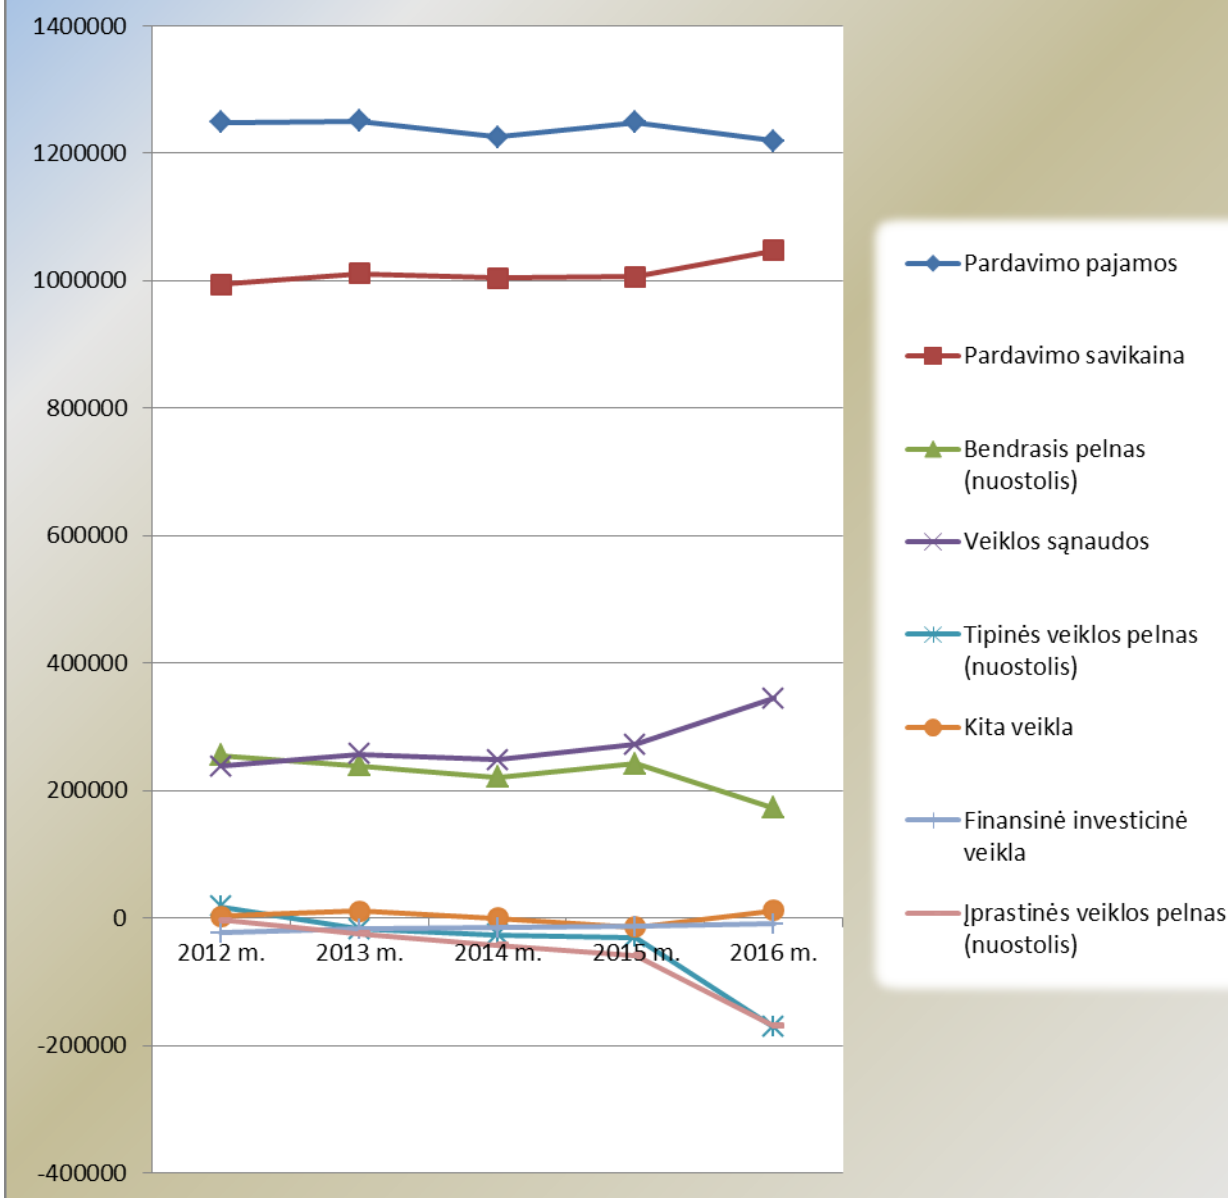 1400000
1200000
1000000
800000
600000
400000
200000
0
-200000
-400000
2012 m.
2013 m.
2014 m.
2015 m.
2016 m.
Pardavimo pajamos
Pardavimo savikaina
Bendrasis pelnas
(nuostolis)
Veiklos sąnaudos
Tipinės veiklos pelnas
(nuostolis)
Kita veikla
Finansinė investicinė
veikla
Įprastinės veiklos pelnas
(nuostolis)